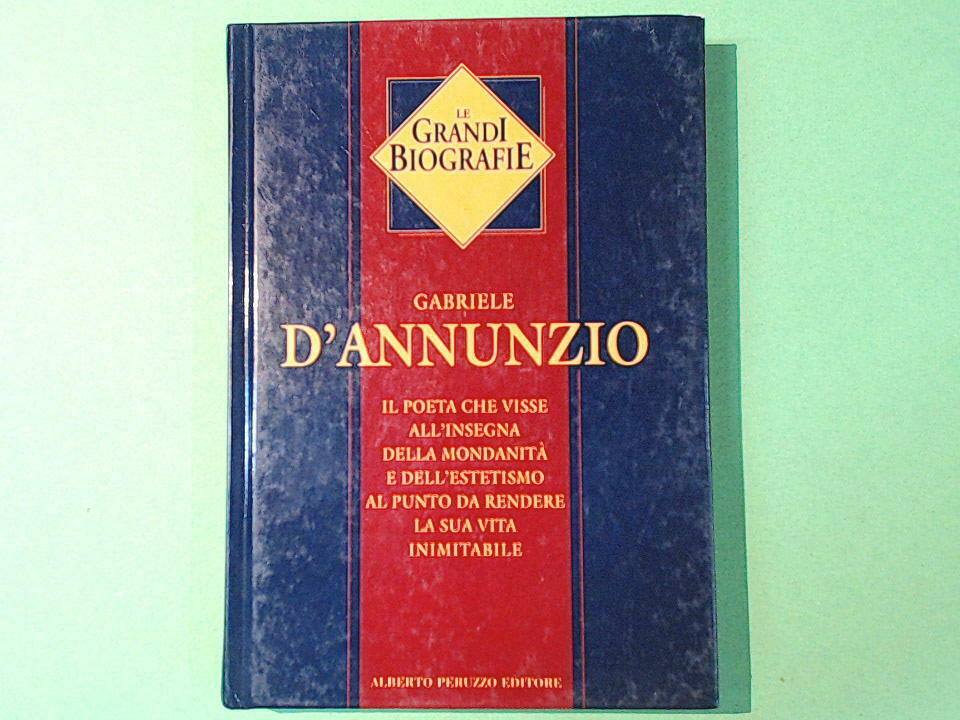 LE
GRANDI
BIOGRAFIE
GABRIELE
D'ANNUNZIO
IL POETA CHE VISSE
ALL'INSEGNA
DELLA MONDANITÀ
E DELL'ESTETISMO
AL PUNTO DA RENDERE
LA SUA VITA
INIMITABILE
ALBERTO PERUZZO EDITORE